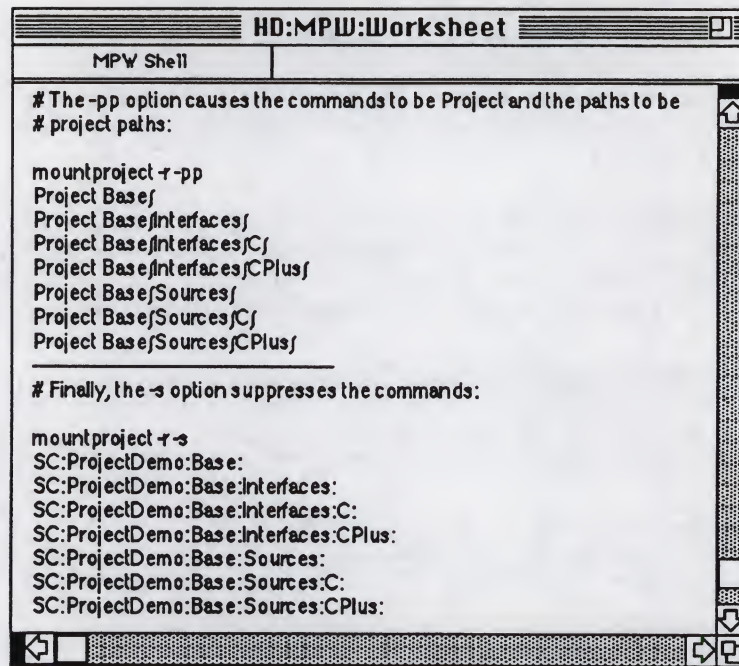 HD:MPW:Worksheet
MPW Shell
# The -pp option causes the commands to be Project and the paths to be
# project paths:
mountproject -r -pp
Project Base∫
Project Base∫Interfaces∫
Project Base∫Interfaces∫C∫
Project Base∫Interfaces∫CPlus∫
Project Base∫Sources∫
Project Base∫Sources∫C∫
Project Base∫Sources∫CPlus∫
# Finally, the -s option suppresses the commands:
mountproject -r -s
SC:ProjectDemo:Base:
SC:ProjectDemo:Base:Interfaces:
SC:ProjectDemo:Base:Interfaces:C:
SC:ProjectDemo:Base:Interfaces:CPlus:
SC:ProjectDemo:Base:Sources:
SC:ProjectDemo:Base:Sources:C:
SC:ProjectDemo:Base:Sources:CPlus: